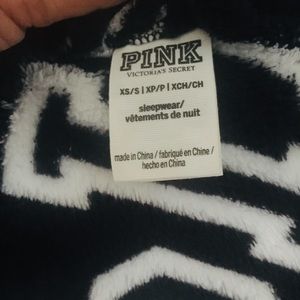 PINK
VICTORIA'S SECRET
XS/S | XP/P | XCH/CH
sleepwear/
vêtements de nuit
made in China / fabriqué en Chine /
hecho en China